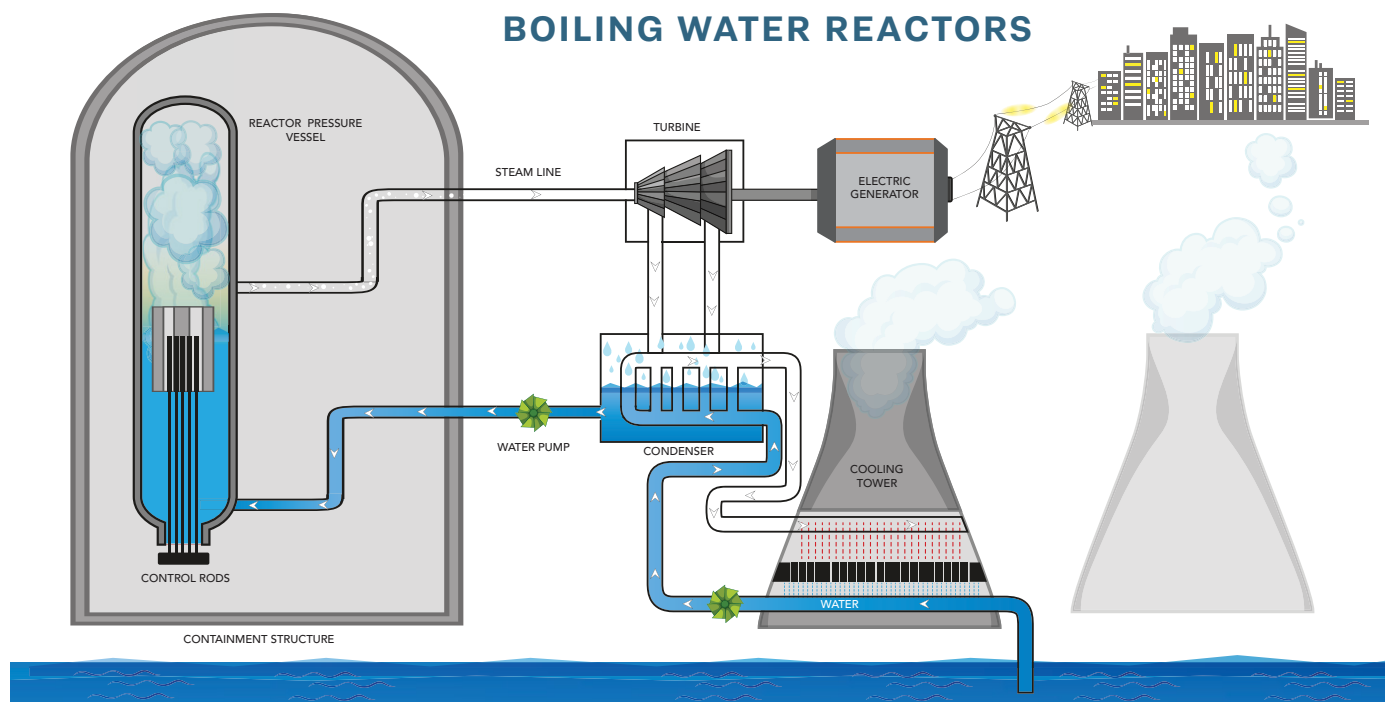 BOILING WATER REACTORS
REACTOR PRESSURE
VESSEL
TURBINE
STEAM LINE
ELECTRIC
GENERATOR
WATER PUMP
CONDENSER
COOLING
TOWER
CONTROL RODS
WATER
CONTAINMENT STRUCTURE